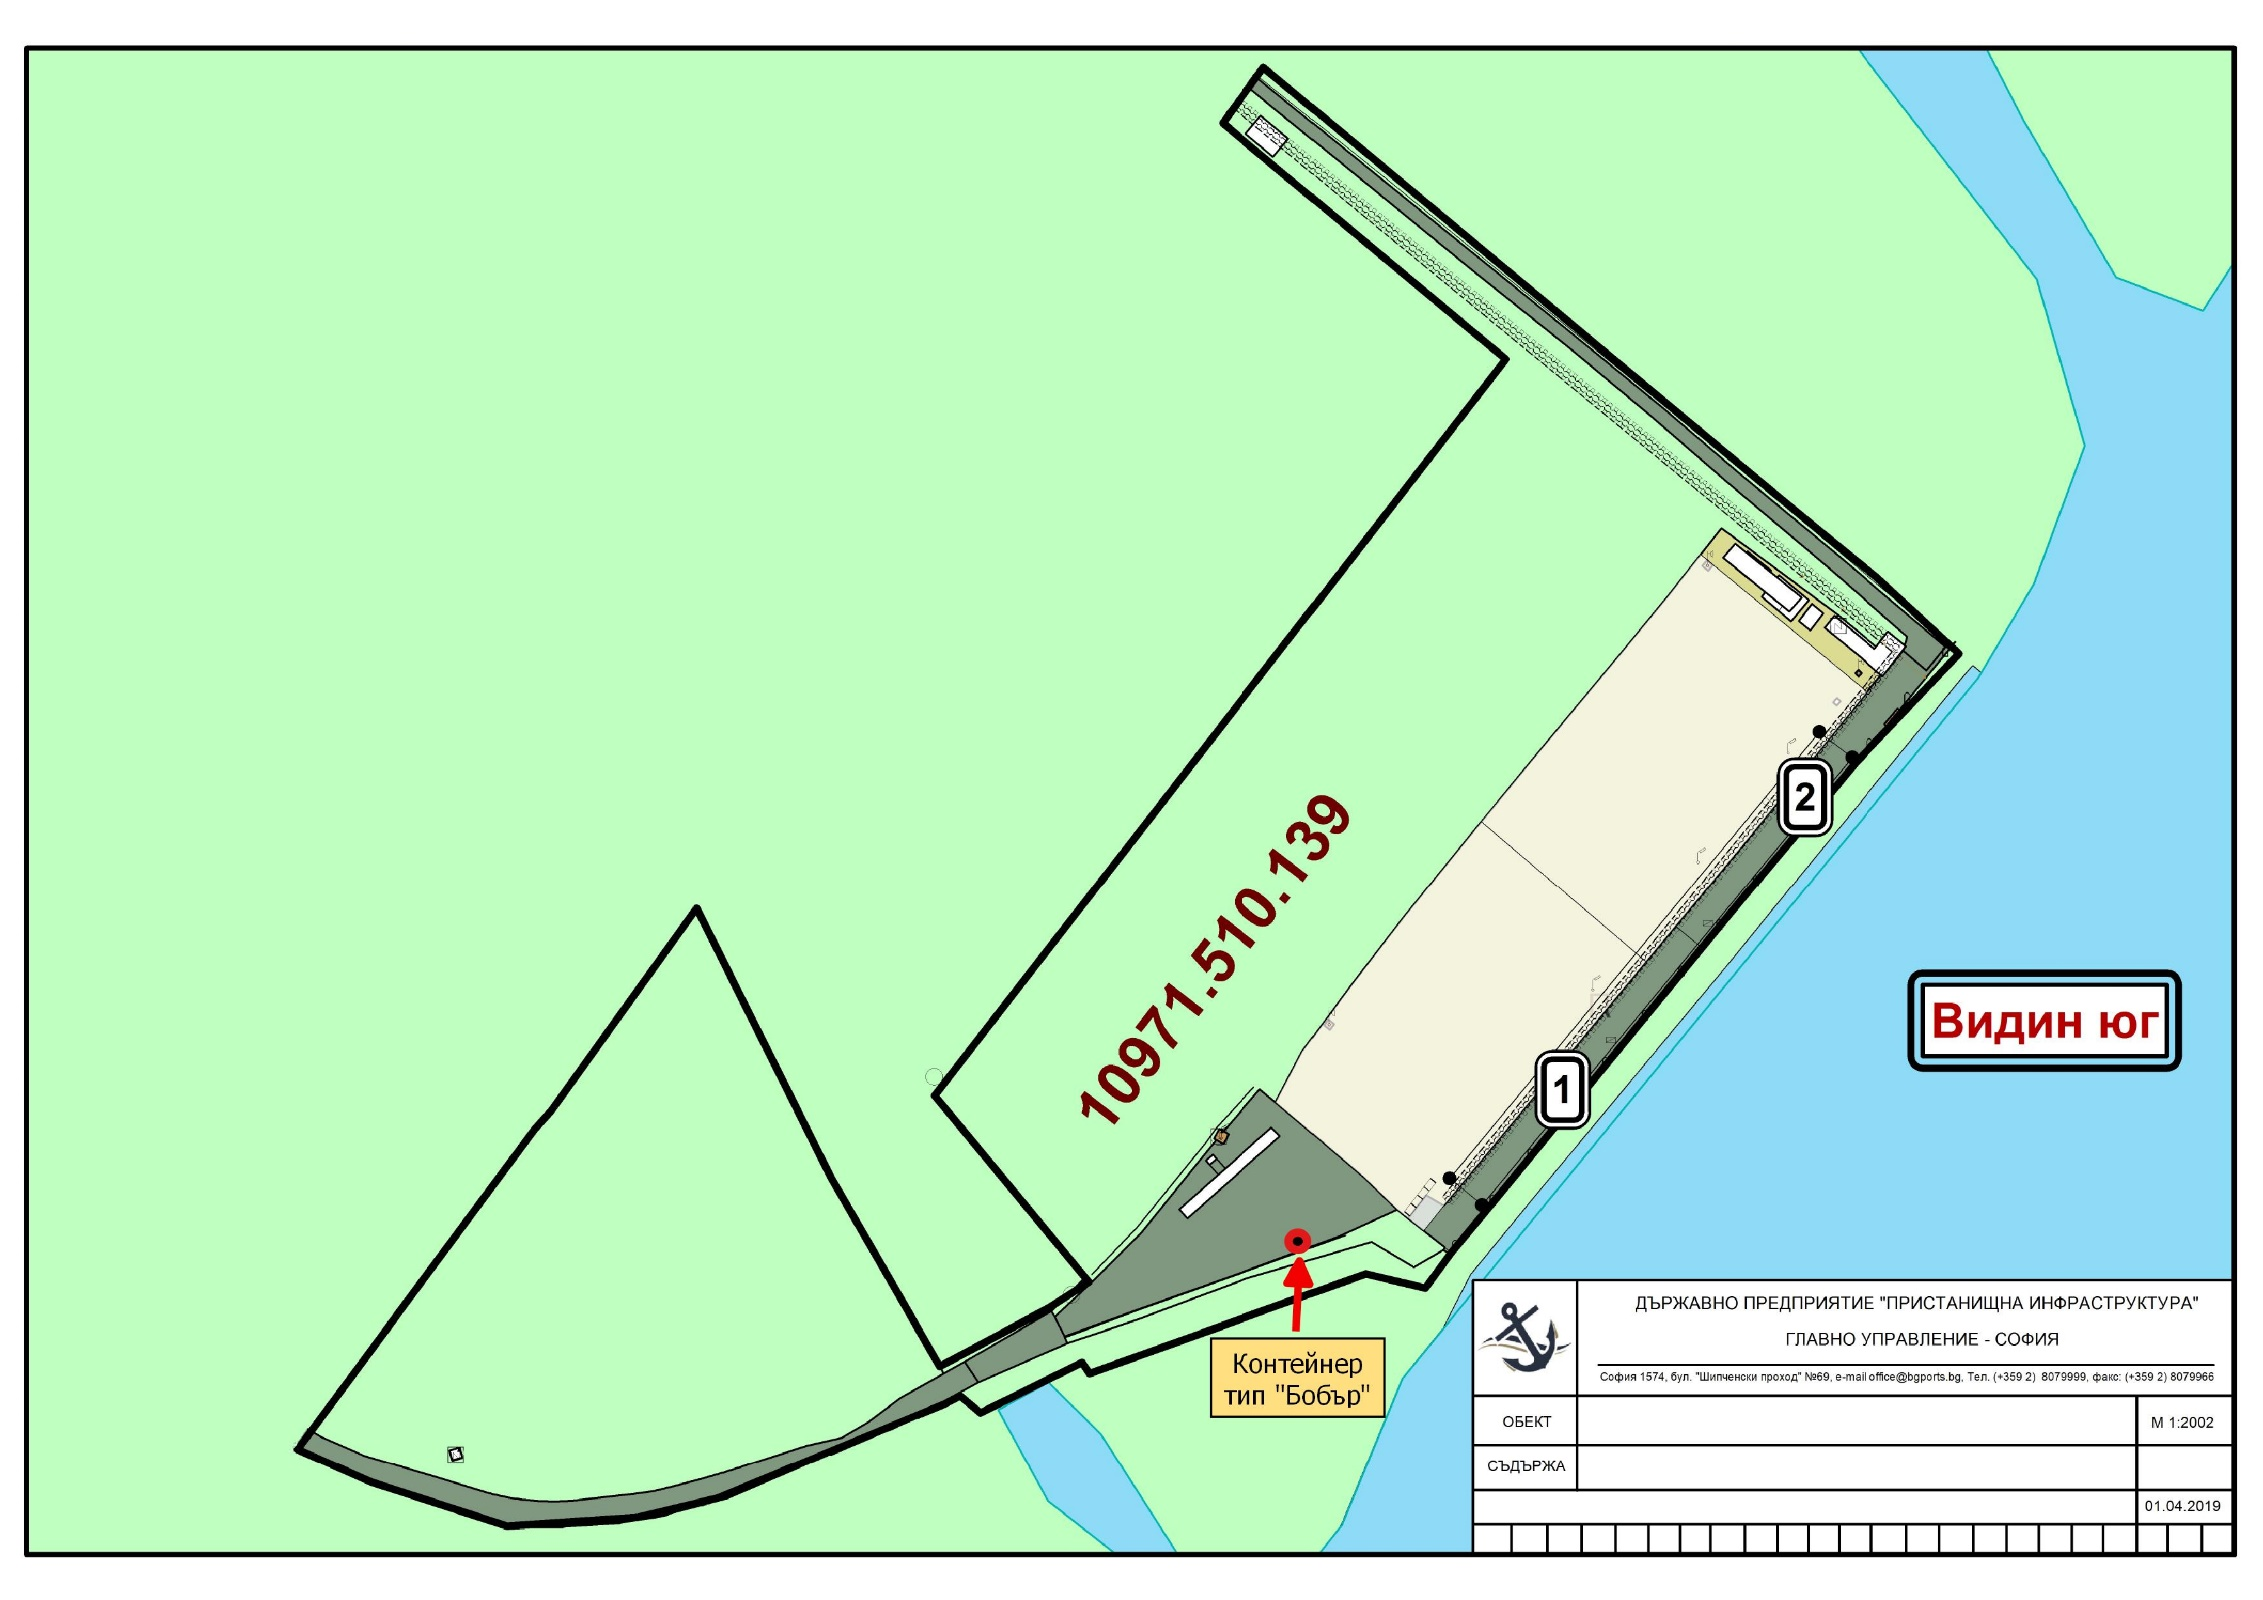 10971.510.139
2
1
Видин юг
Контейнер
тип "Бобър"
ДЪРЖАВНО ПРЕДПРИЯТИЕ "ПРИСТАНИЩНА ИНФРАСТРУКТУРА"
ГЛАВНО УПРАВЛЕНИЕ - СОФИЯ
София 1574, бул. "Шипченски проход" №69, e-mail office@bgports.bg, Тел. (+359 2) 8079999, факс: (+359 2) 8079966
ОБЕКТ
М 1:2002
СЪДЪРЖА
01.04.2019